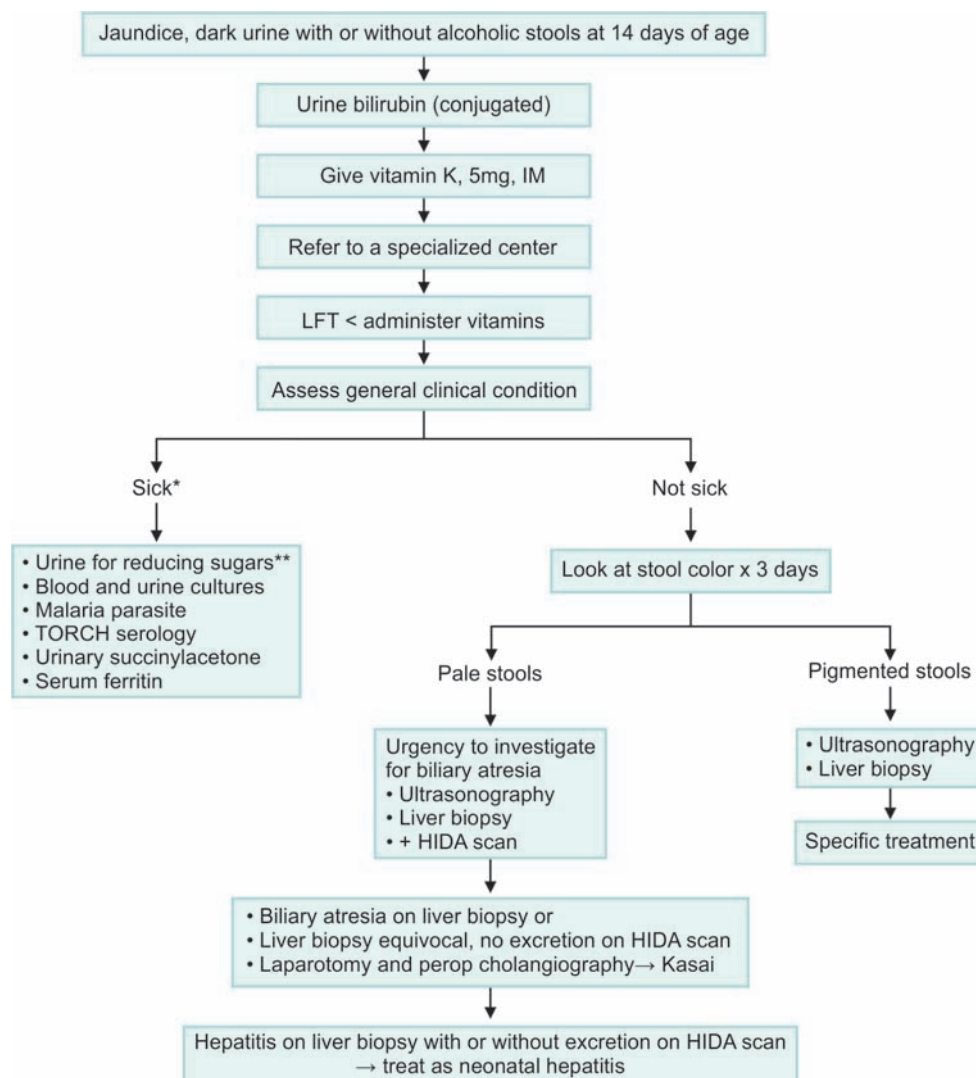 Jaundice, dark urine with or without alcoholic stools at 14 days of age
Urine bilirubin (conjugated)
Give vitamin K, 5mg, IM
Refer to a specialized center
LFT < administer vitamins
Assess general clinical condition
Sick*
Not sick
• Urine for reducing sugars**
• Blood and urine cultures
• Malaria parasite
• TORCH serology
• Urinary succinylacetone
• Serum ferritin
Look at stool color x 3 days
Pale stools
Pigmented stools
Urgency to investigate
for biliary atresia
• Ultrasonography
• Liver biopsy
• + HIDA scan
• Ultrasonography
• Liver biopsy
Specific treatment
• Biliary atresia on liver biopsy or
• Liver biopsy equivocal, no excretion on HIDA scan
• Laparotomy and perop cholangiography→ Kasai
Hepatitis on liver biopsy with or without excretion on HIDA scan
→ treat as neonatal hepatitis